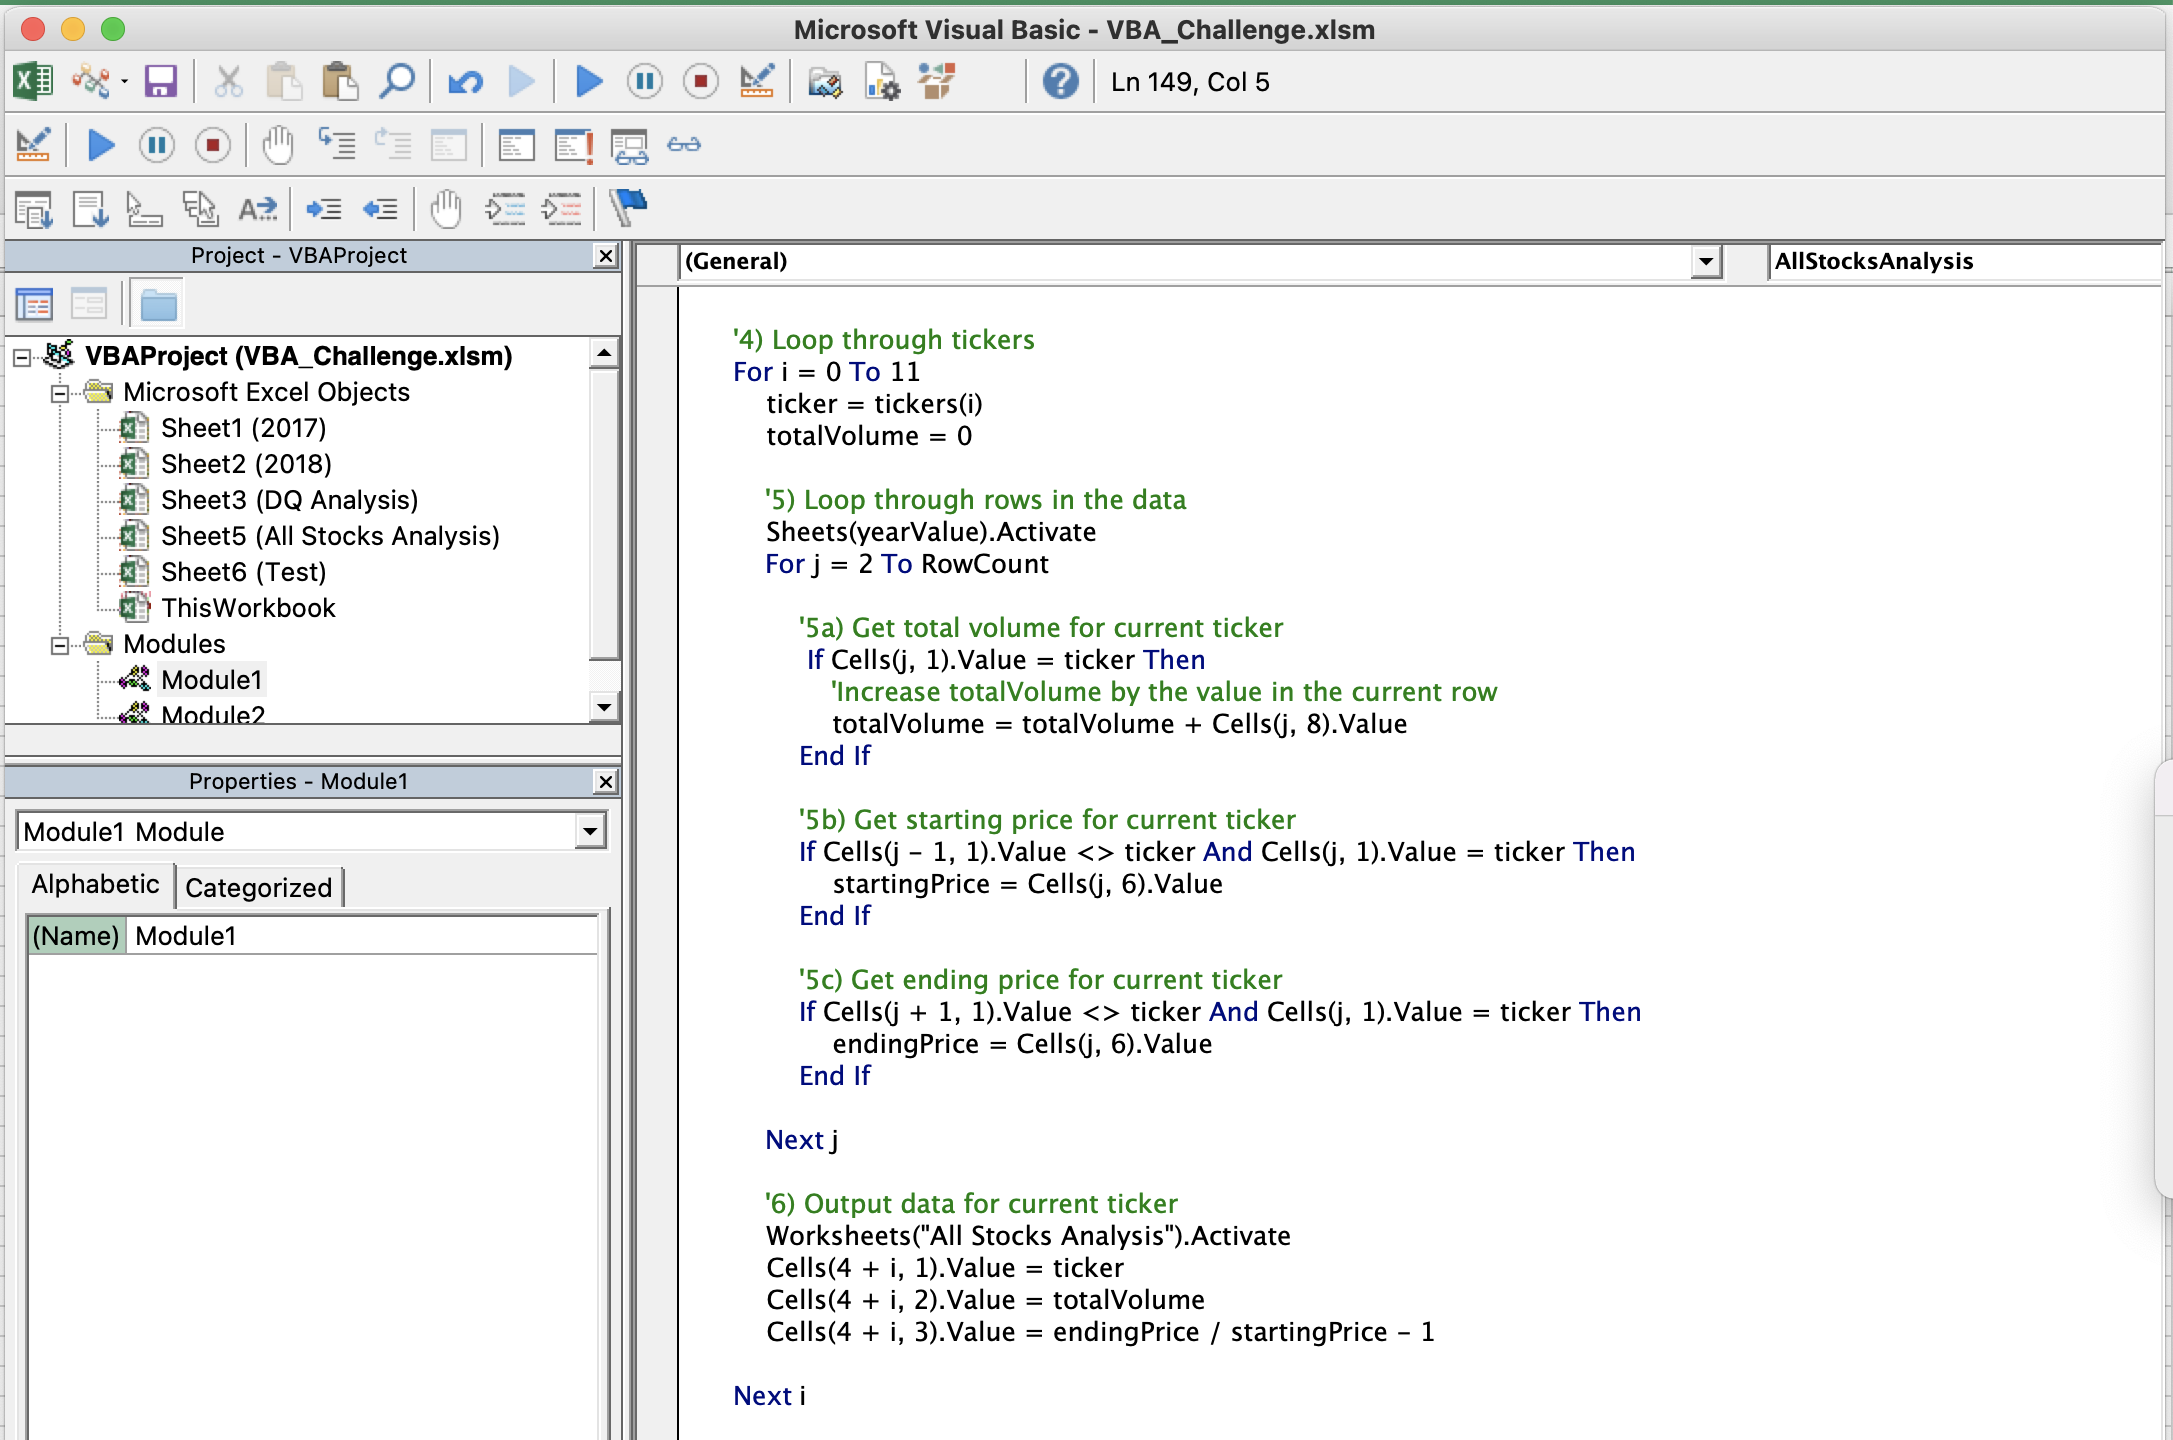 Microsoft Visual Basic - VBA_Challenge.xlsm
Ln 149, Col 5
Project - VBAProject
VBAProject (VBA_Challenge.xlsm)
Microsoft Excel Objects
Sheet1 (2017)
Sheet2 (2018)
Sheet3 (DQ Analysis)
Sheet5 (All Stocks Analysis)
Sheet6 (Test)
ThisWorkbook
Modules
Module1
Module2
Properties - Module1
Module1 Module
Alphabetic
Categorized
(Name) Module1
(General)
AllStocksAnalysis
'4) Loop through tickers
For i = 0 To 11
ticker = tickers(i)
totalVolume = 0
'5) Loop through rows in the data
Sheets(yearValue).Activate
For j = 2 To RowCount
'5a) Get total volume for current ticker
If Cells(j, 1).Value = ticker Then
'Increase totalVolume by the value in the current row
totalVolume = totalVolume + Cells(j, 8).Value
End If
'5b) Get starting price for current ticker
If Cells(j - 1, 1).Value <> ticker And Cells(j, 1).Value = ticker Then
startingPrice = Cells(j, 6).Value
End If
'5c) Get ending price for current ticker
If Cells(j + 1, 1).Value <> ticker And Cells(j, 1).Value = ticker Then
endingPrice = Cells(j, 6).Value
End If
Next j
'6) Output data for current ticker
Worksheets("All Stocks Analysis").Activate
Cells(4 + i, 1).Value = ticker
Cells(4 + i, 2).Value = totalVolume
Cells(4 + i, 3).Value = endingPrice / startingPrice - 1
Next i